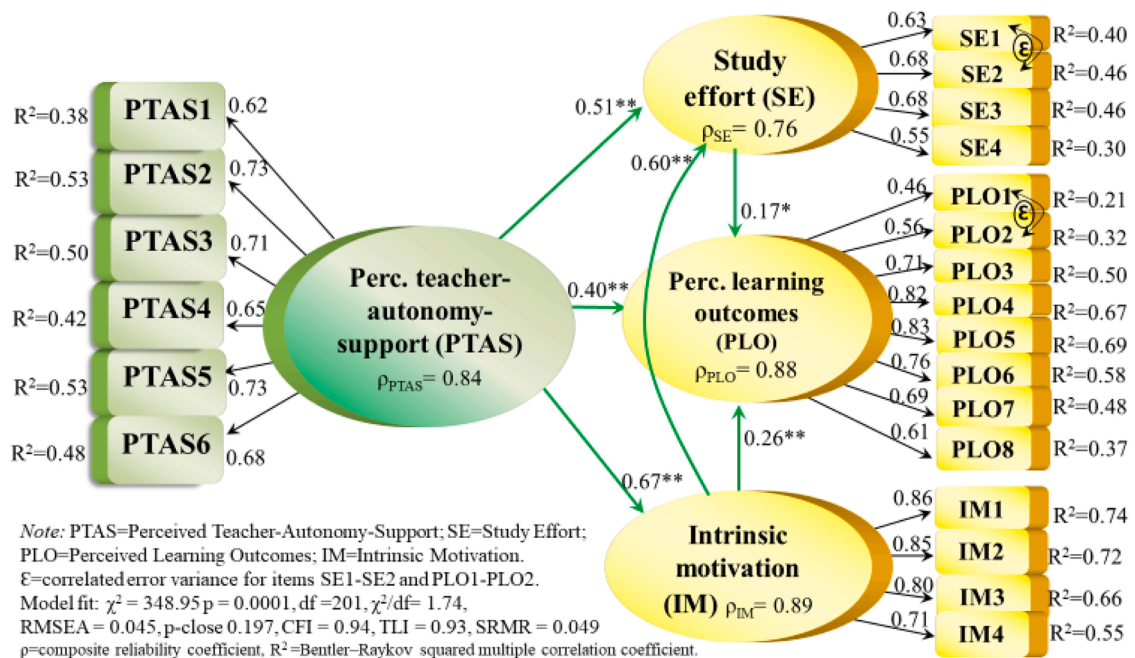 PTAS1
R²=0.38
0.62
PTAS2
R²=0.53
0.73
PTAS3
R²=0.50
0.71
PTAS4
R²=0.42
0.65
PTAS5
R²=0.53
0.73
PTAS6
R²=0.48
0.68
Perc. teacher-
autonomy-
support (PTAS)
ρPTAS= 0.84
0.51**
0.40**
0.67**
Study
effort (SE)
ρSE= 0.76
0.60**
0.17*
Perc. learning
outcomes
(PLO)
ρPLO= 0.88
0.26**
Intrinsic
motivation
(IM)
ρIM= 0.89
0.63
SE1
R²=0.40
ε
0.68
SE2
R²=0.46
0.68
SE3
R²=0.46
0.55
SE4
R²=0.30
0.46
PLO1
R²=0.21
ε
0.56
PLO2
R²=0.32
0.71
PLO3
R²=0.50
0.82
PLO4
R²=0.67
0.83
PLO5
R²=0.69
0.76
PLO6
R²=0.58
0.69
PLO7
R²=0.48
0.61
PLO8
R²=0.37
0.86
IM1
R²=0.74
0.85
IM2
R²=0.72
0.80
IM3
R²=0.66
0.71
IM4
R²=0.55
Note: PTAS=Perceived Teacher-Autonomy-Support; SE=Study Effort;
PLO=Perceived Learning Outcomes; IM=Intrinsic Motivation.
Ɛ=correlated error variance for items SE1-SE2 and PLO1-PLO2.
Model fit: χ² = 348.95 p = 0.0001, df =201, χ²/df= 1.74,
RMSEA = 0.045, p-close 0.197, CFI = 0.94, TLI = 0.93, SRMR = 0.049
ρ=composite reliability coefficient, R²=Bentler–Raykov squared multiple correlation coefficient.